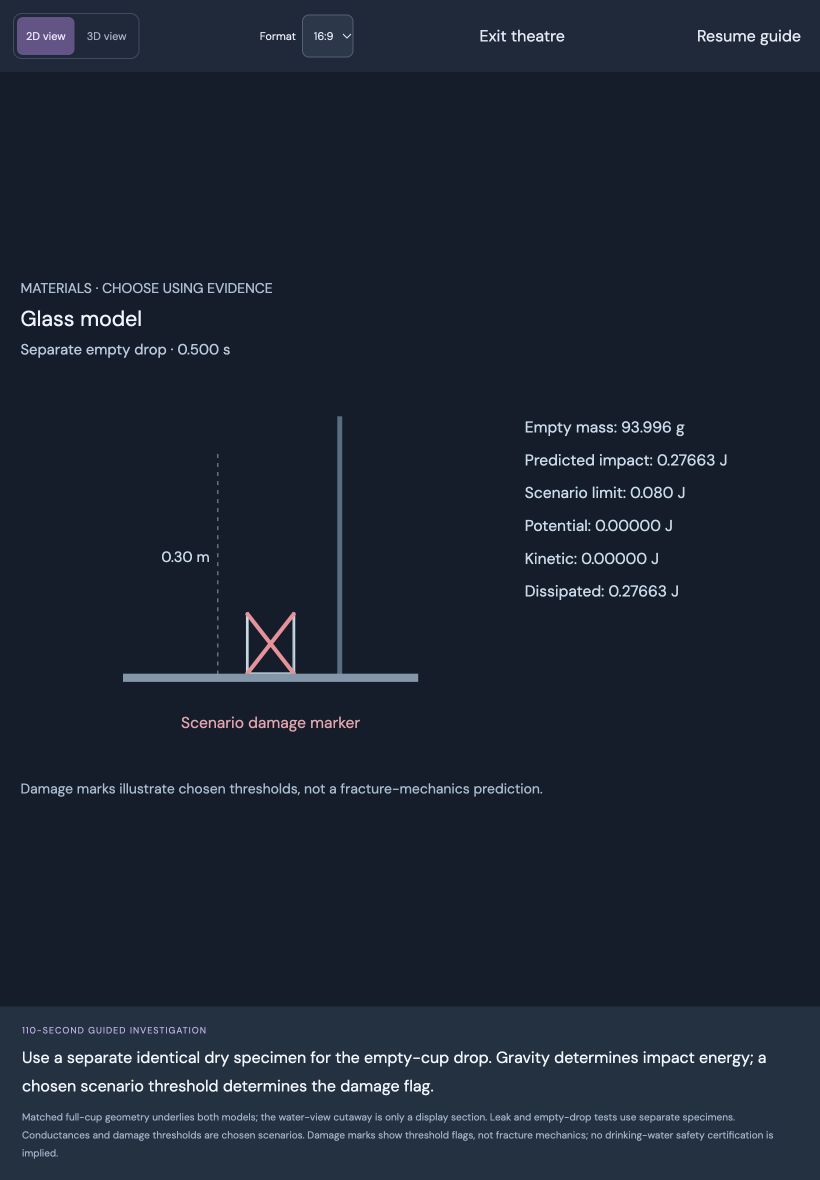 2D view
3D view
Format
16:9
Exit theatre
Resume guide
MATERIALS · CHOOSE USING EVIDENCE
Glass model
Separate empty drop · 0.500 s
Empty mass: 93.996 g
Predicted impact: 0.27663 J
Scenario limit: 0.080 J
Potential: 0.00000 J
Kinetic: 0.00000 J
Dissipated: 0.27663 J
0.30 m
Scenario damage marker
Damage marks illustrate chosen thresholds, not a fracture-mechanics prediction.
110-SECOND GUIDED INVESTIGATION
Use a separate identical dry specimen for the empty-cup drop. Gravity determines impact energy; a
chosen scenario threshold determines the damage flag.
Matched full-cup geometry underlies both models; the water-view cutaway is only a display section. Leak and empty-drop tests use separate specimens.
Conductances and damage thresholds are chosen scenarios. Damage marks show threshold flags, not fracture mechanics; no drinking-water safety certification is
implied.